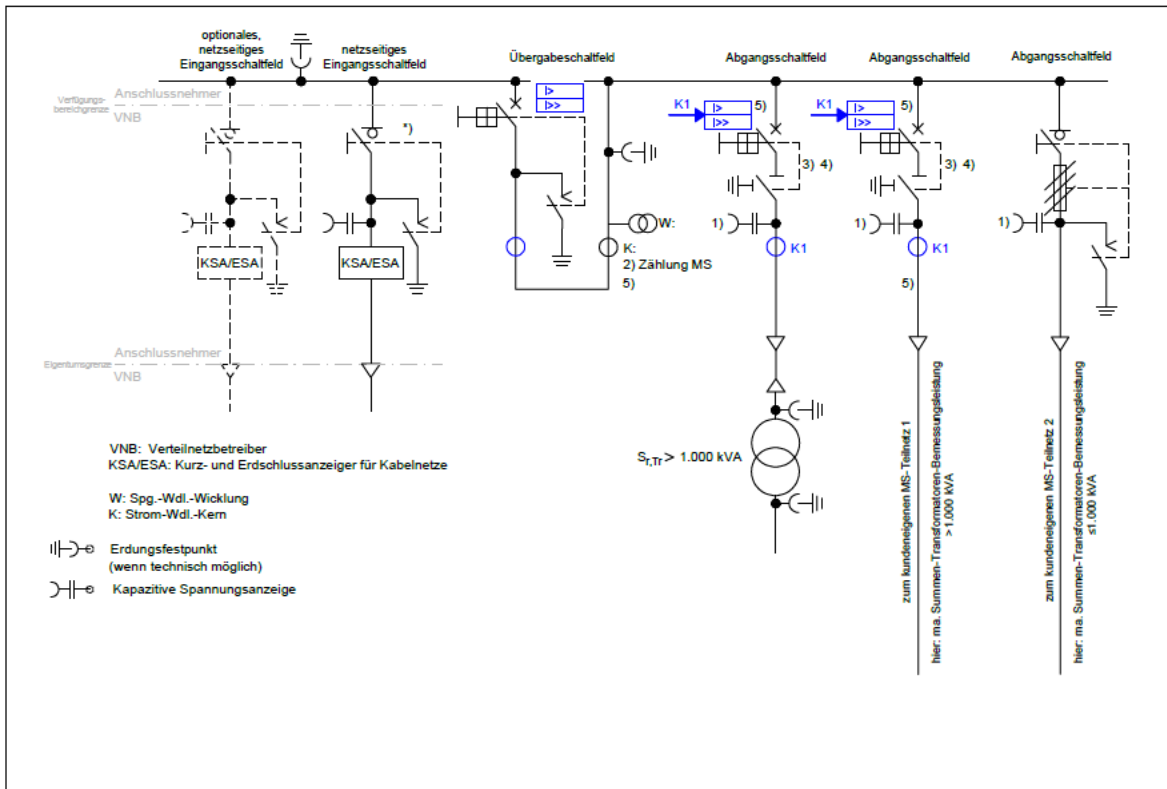 optionales,
netzseitiges
Eingangsschaltfeld
netzseitiges
Eingangsschaltfeld
Übergabeschaltfeld
Abgangsschaltfeld
Abgangsschaltfeld
Abgangsschaltfeld
Verfügungs-
bereichgrenze
Anschlussnehmer
VNB
*)
I>
I>>
K1
I>
I>>
5)
K1
I>
I>>
5)
3) 4)
3) 4)
1)
1)
1)
W:
K:
2) Zählung MS
5)
K1
K1
5)
KSA/ESA
KSA/ESA
Eigentumsgrenze
Anschlussnehmer
VNB
Sr,Tr > 1.000 kVA
zum kundeneigenen MS-Teilnetz 1
hier: ma. Summen-Transformatoren-Bemessungsleistung
>1.000 kVA
zum kundeneigenen MS-Teilnetz 2
hier: ma. Summen-Transformatoren-Bemessungsleistung
≤1.000 kVA
VNB: Verteilnetzbetreiber
KSA/ESA: Kurz- und Erdschlussanzeiger für Kabelnetze
W: Spg.-Wdl.-Wicklung
K: Strom-Wdl.-Kern
Erdungsfestpunkt
(wenn technisch möglich)
Kapazitive Spannungsanzeige